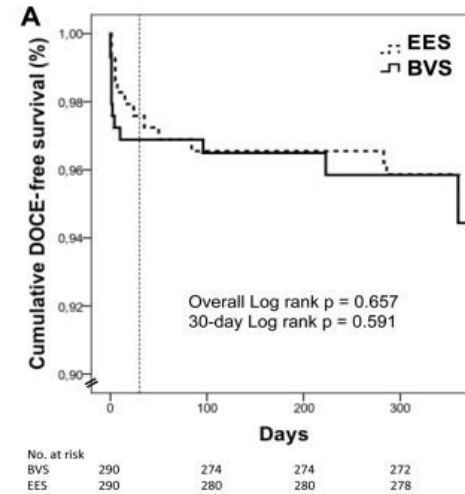 A
Cumulative DOCE-free survival (%)
1,00
0,98
0,96
0,94
0,92
0,90
EES
BVS
Overall Log rank p = 0.657
30-day Log rank p = 0.591
0
100
200
300
Days
No. at risk
BVS 290 274 274 272
EES 290 280 280 278